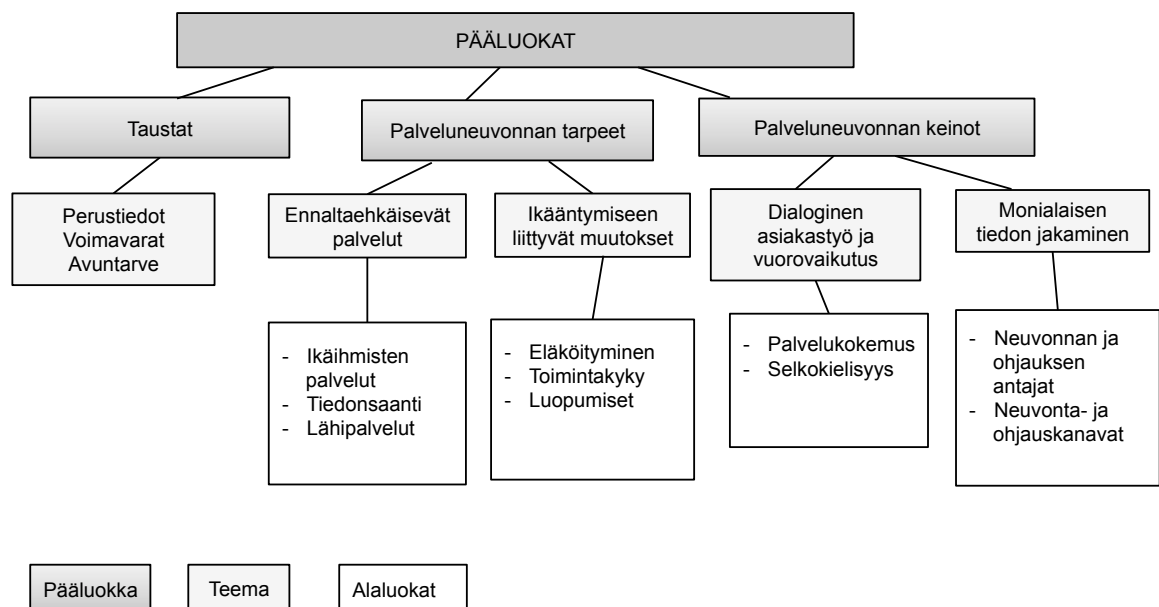 PÄÄLUOKAT
Taustat
Palveluneuvonnan tarpeet
Palveluneuvonnan keinot
Perustiedot
Voimavarat
Avuntarve
Ennaltaehkäisevät
palvelut
Ikääntymiseen
liittyvät muutokset
Dialoginen
asiakastyö ja
vuorovaikutus
Monialaisen
tiedon jakaminen
- Ikäihmisten
palvelut
- Tiedonsaanti
- Lähipalvelut
- Eläköityminen
- Toimintakyky
- Luopumiset
- Palvelukokemus
- Selkokielisyys
- Neuvonnan ja
ohjauksen
antajat
- Neuvonta- ja
ohjauskanavat
Pääluokka
Teema
Alaluokat